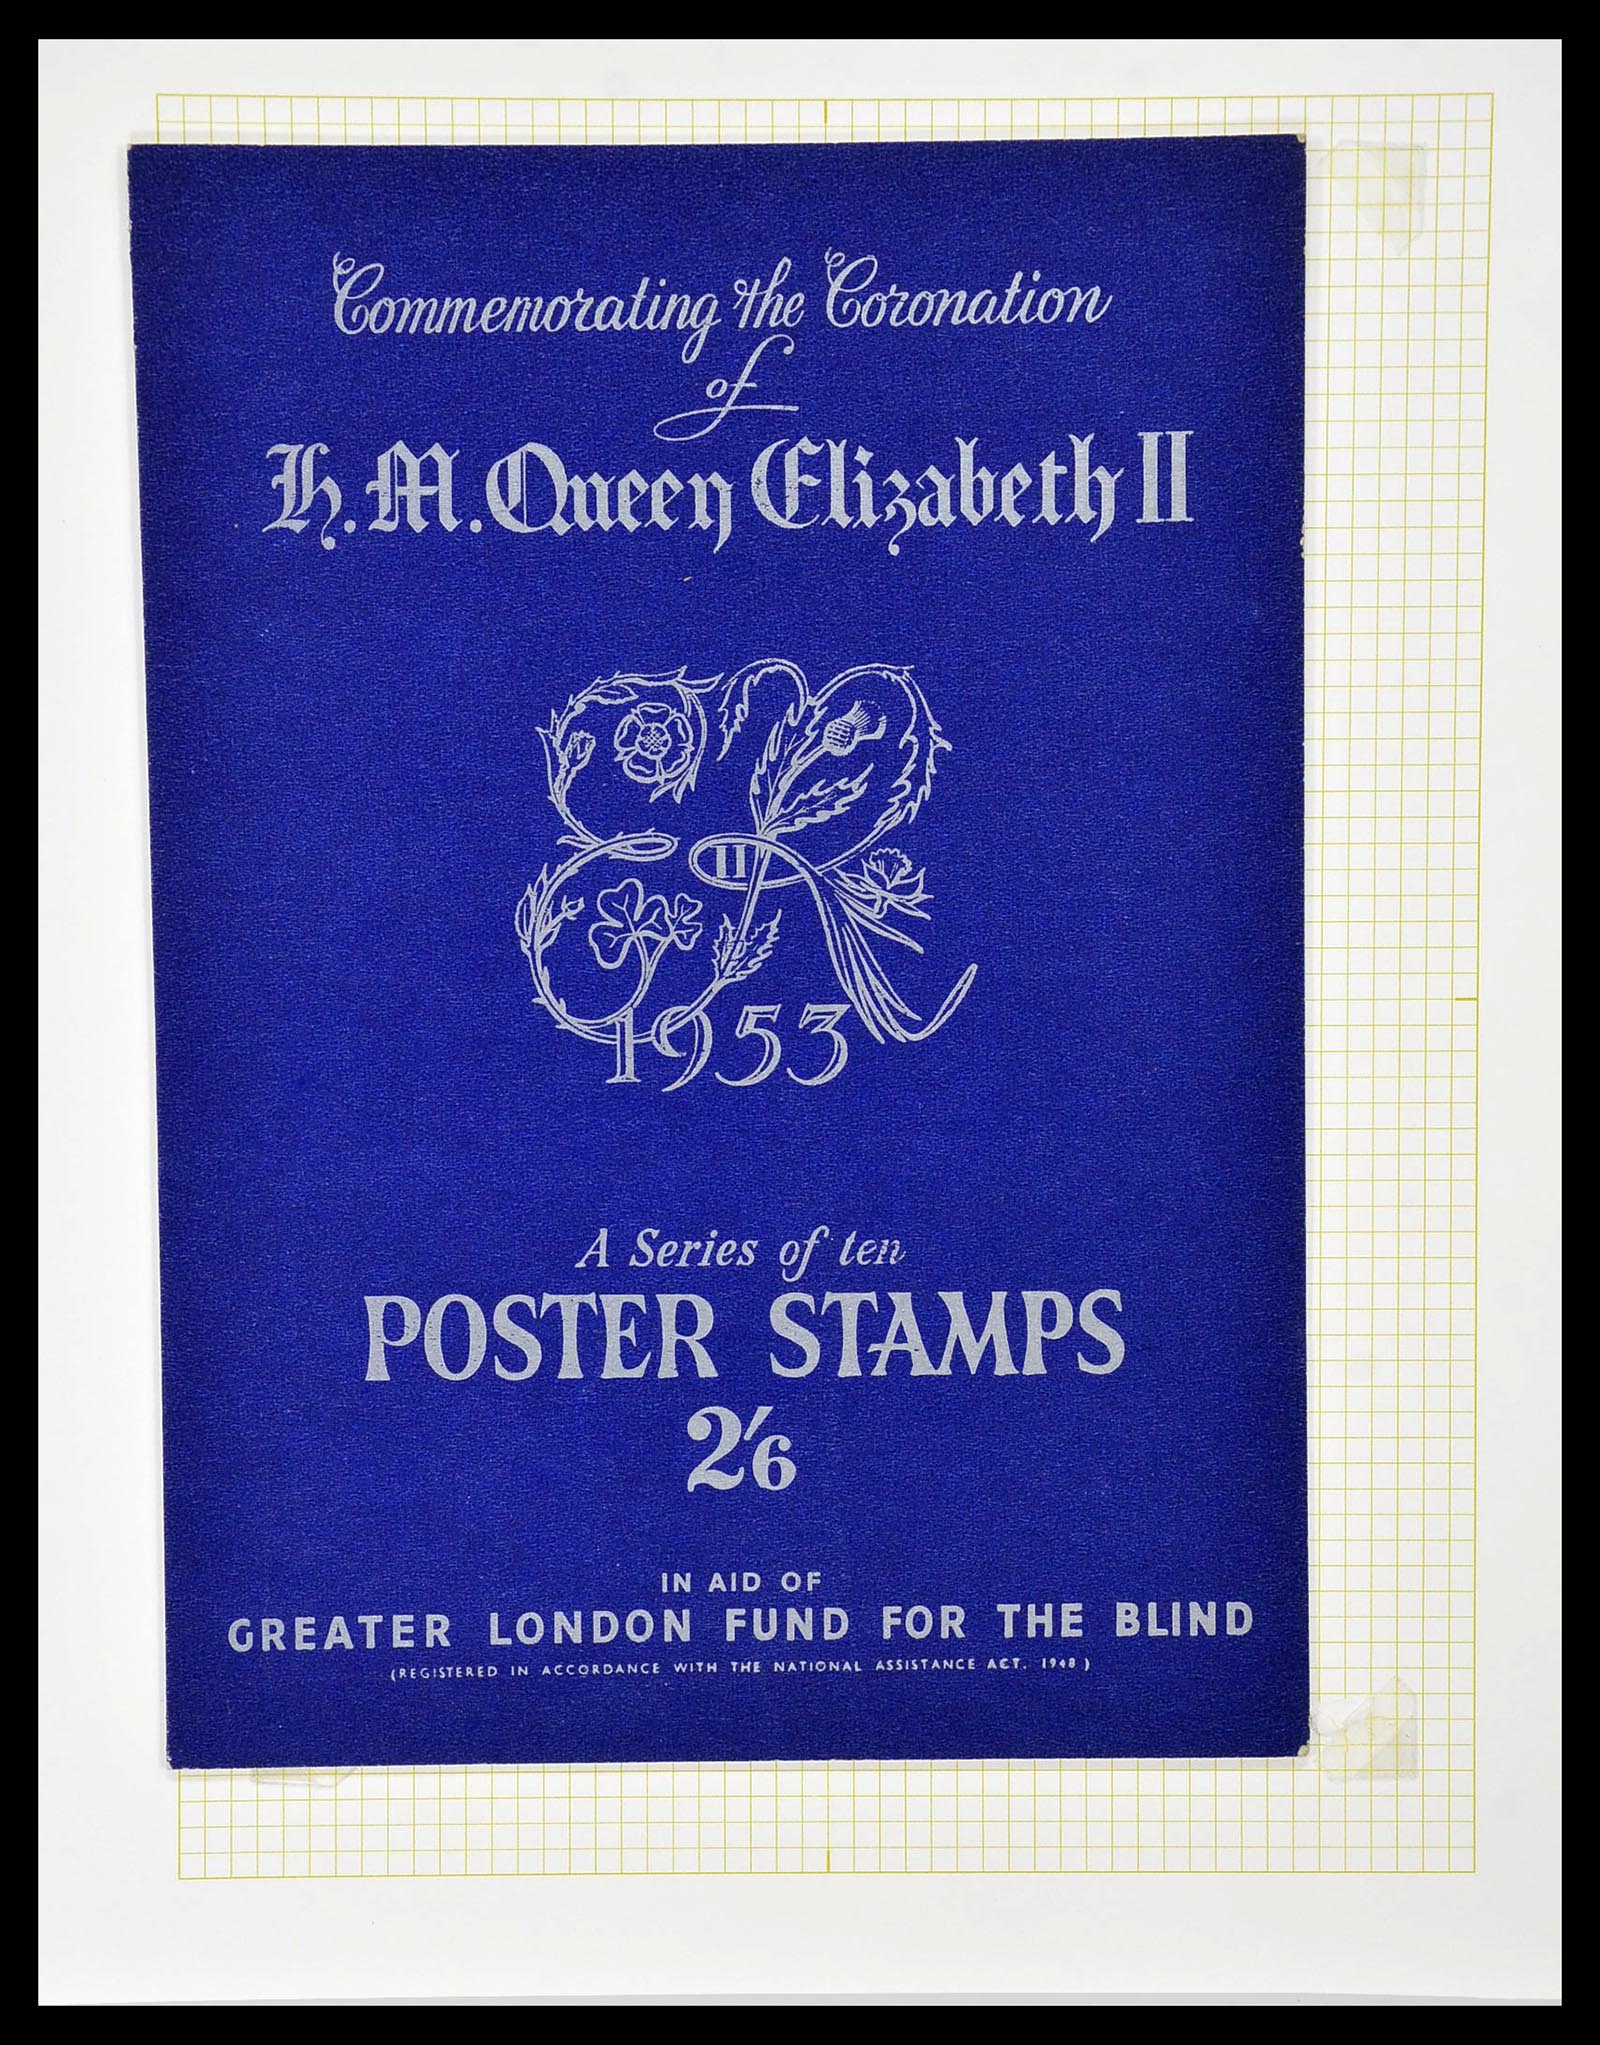 Commemorating the Coronation
of
H.M. Queen Elizabeth II
II
1953
A Series of ten
POSTER STAMPS
2'6
IN AID OF
GREATER LONDON FUND FOR THE BLIND
(REGISTERED IN ACCORDANCE WITH THE NATIONAL ASSISTANCE ACT. 1948)